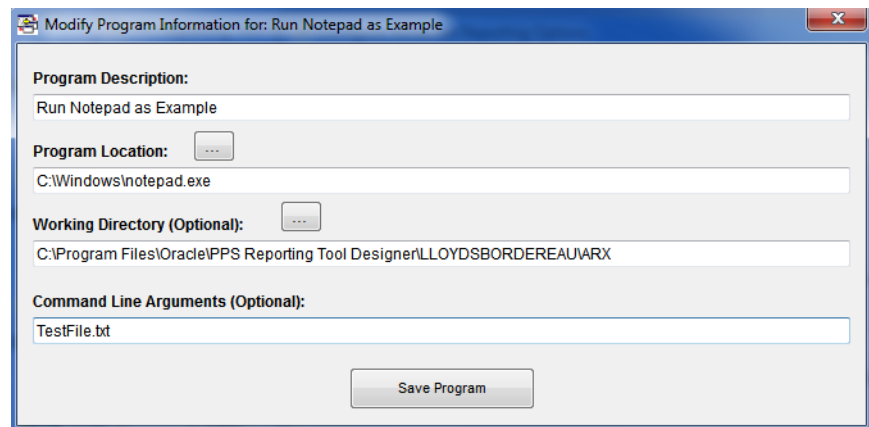 Modify Program Information for: Run Notepad as Example
Program Description:
Run Notepad as Example
Program Location: ...
C:\Windows\notepad.exe
Working Directory (Optional): ...
C:\Program Files\Oracle\PPS Reporting Tool Designer\LLOYDSBORDEREAU\ARX
Command Line Arguments (Optional):
TestFile.txt
Save Program